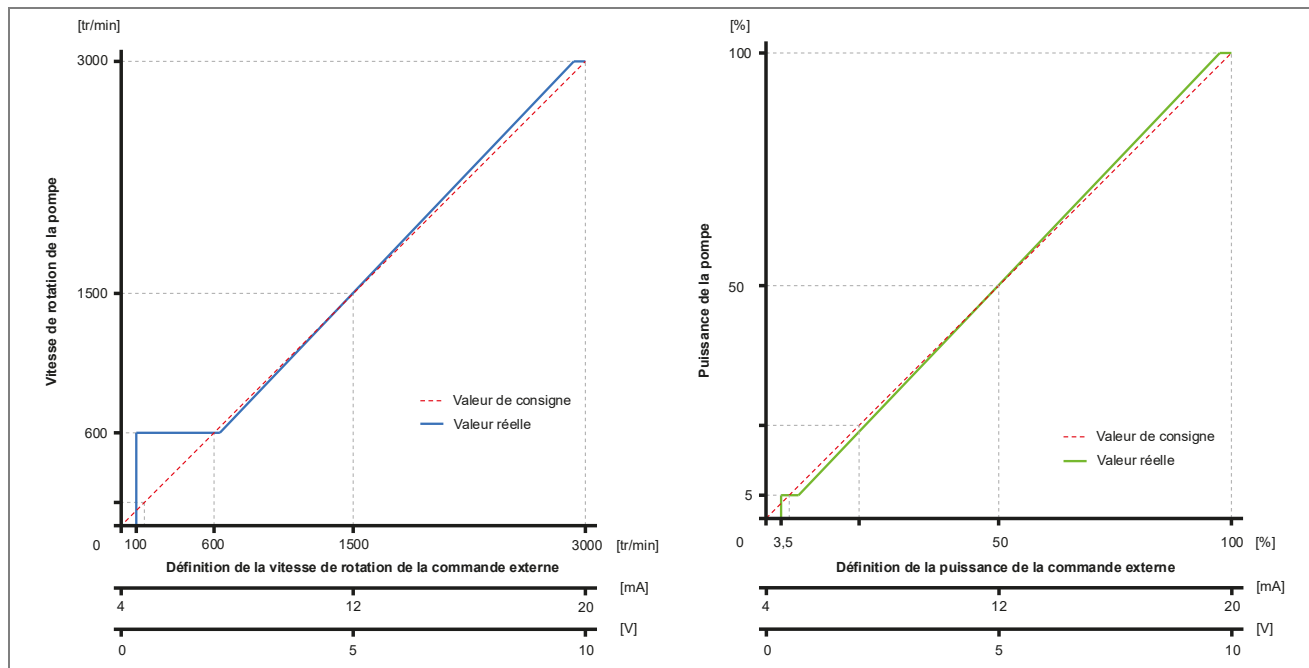 [tr/min]
3000
Vitesse de rotation de la pompe
1500
600
Valeur de consigne
Valeur réelle
0 100 600 1500 3000 [tr/min]
Définition de la vitesse de rotation de la commande externe
[mA]
4 12 20
[V]
0 5 10
[%]
100
Puissance de la pompe
50
Valeur de consigne
Valeur réelle
5
0 3,5 50 100 [%]
Définition de la puissance de la commande externe
[mA]
4 12 20
[V]
0 5 10